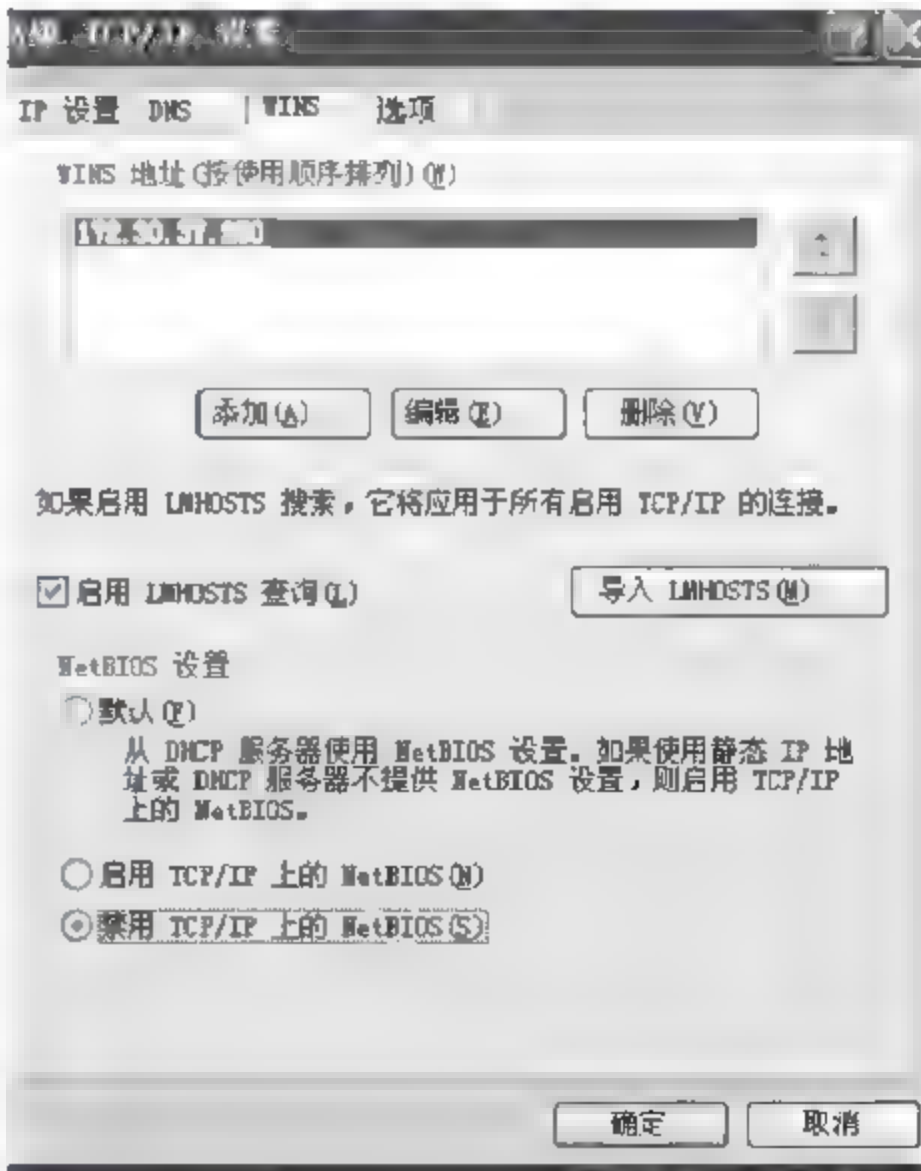 TCP/IP
IP 设置 DNS WINS 选项
WINS 地址(按使用顺序排列)(W)
添加(A) 编辑(E) 删除(V)
如果启用 LMHOSTS 搜索，它将应用于所有启用 TCP/IP 的连接。
启用 LMHOSTS 查询(L) 导入 LMHOSTS(M)
NetBIOS 设置
默认(F)
从 DHCP 服务器使用 NetBIOS 设置。如果使用静态 IP 地
址或 DHCP 服务器不提供 NetBIOS 设置，则启用 TCP/IP
上的 NetBIOS。
启用 TCP/IP 上的 NetBIOS(N)
禁用 TCP/IP 上的 NetBIOS(S)
确定 取消